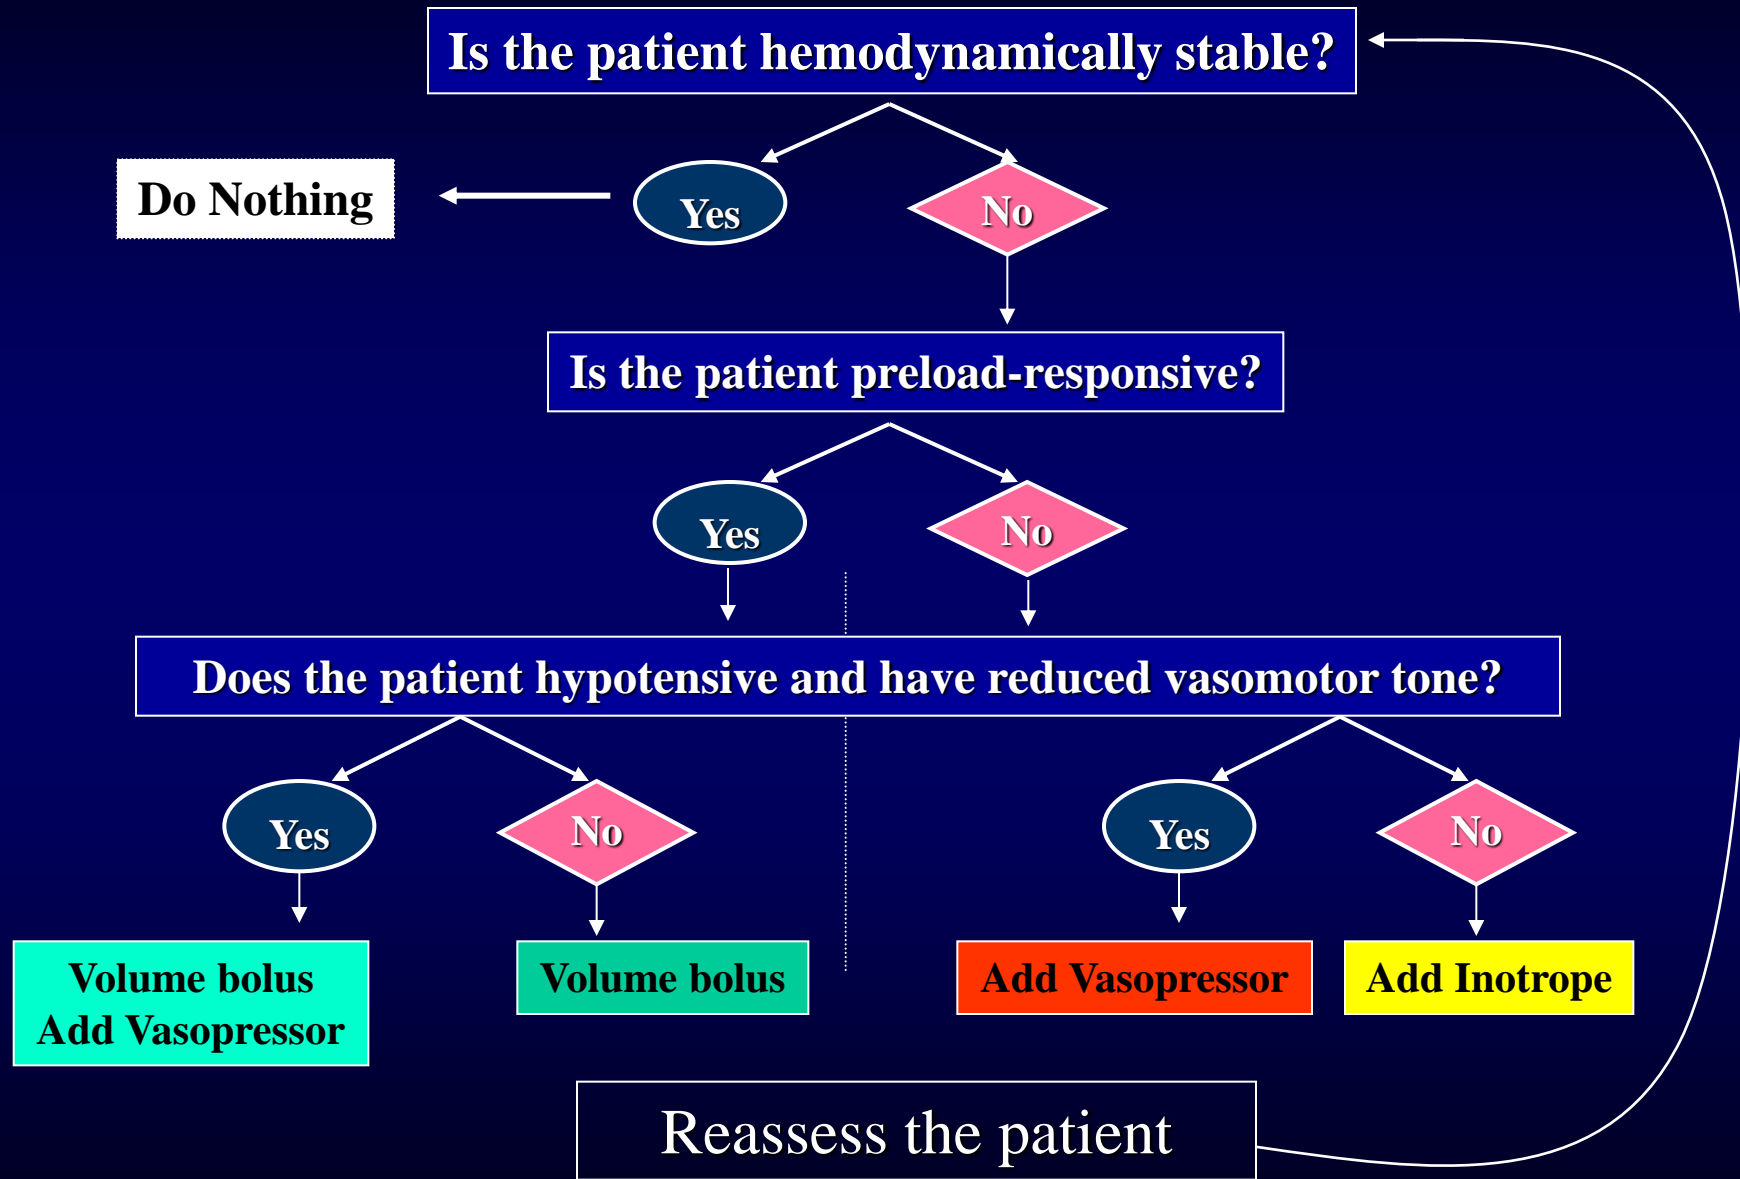 Is the patient hemodynamically stable?
Do Nothing
Yes
No
Is the patient preload-responsive?
Yes
No
Does the patient hypotensive and have reduced vasomotor tone?
Yes
No
Yes
No
Volume bolus
Add Vasopressor
Volume bolus
Add Vasopressor
Add Inotrope
Reassess the patient